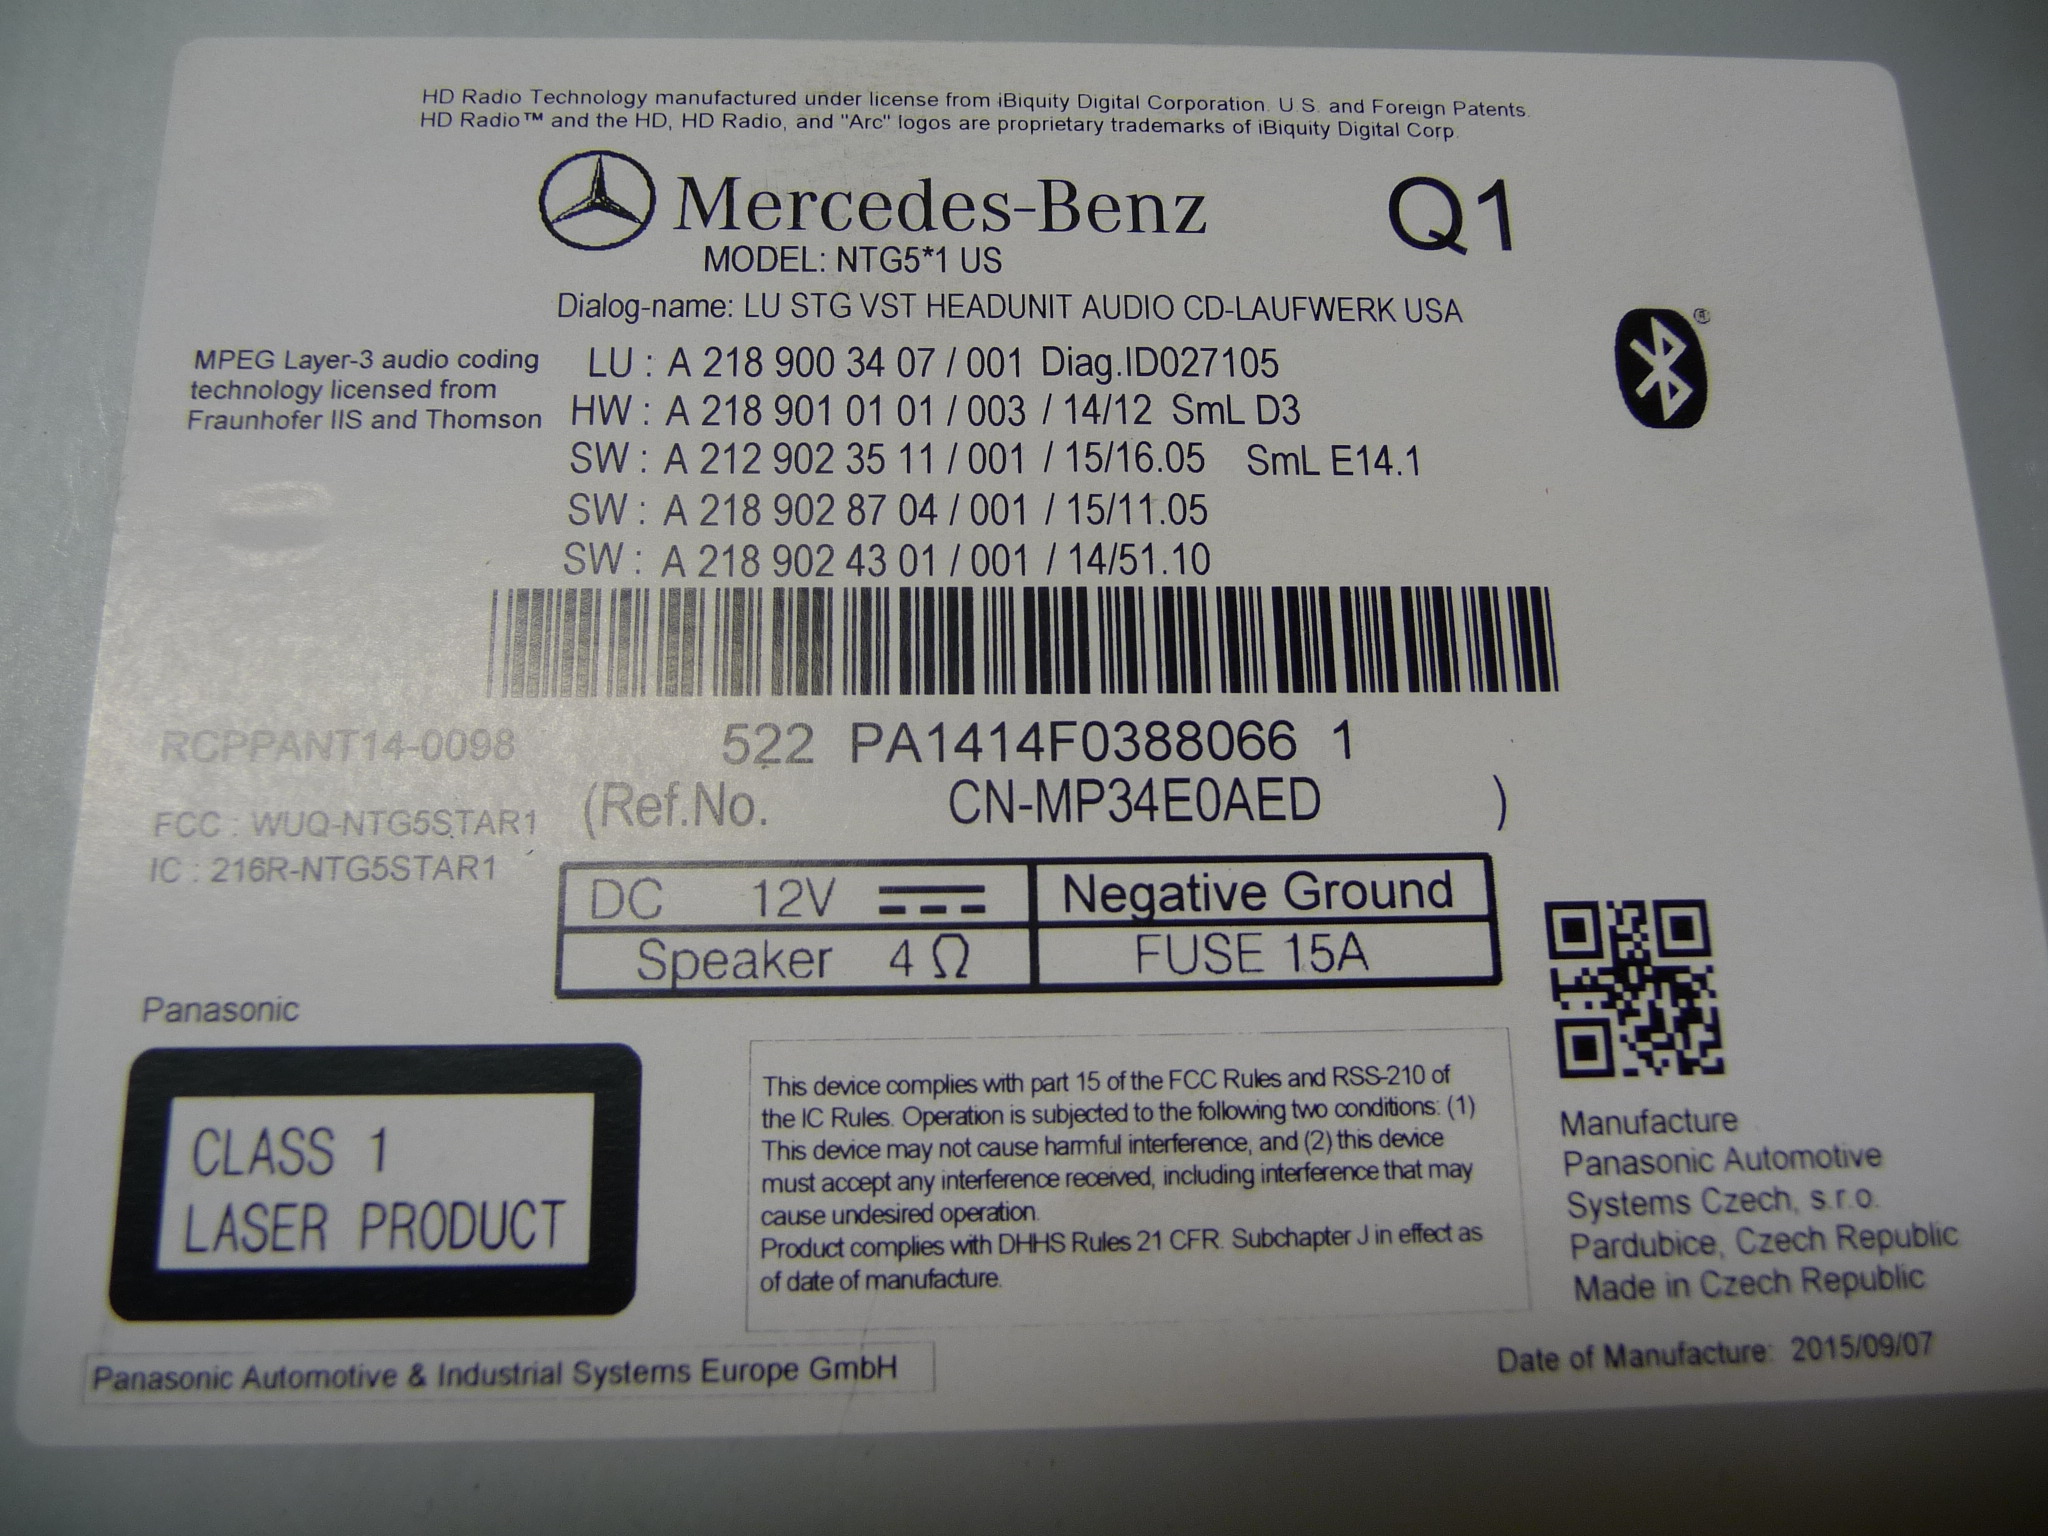 HD Radio Technology manufactured under license from iBiquity Digital Corporation. U.S. and Foreign Patents.
HD Radio™ and the HD, HD Radio, and "Arc" logos are proprietary trademarks of iBiquity Digital Corp.
Mercedes-Benz
Q1
MODEL: NTG5*1 US
Dialog-name: LU STG VST HEADUNIT AUDIO CD-LAUFWERK USA
MPEG Layer-3 audio coding
technology licensed from
Fraunhofer IIS and Thomson
LU : A 218 900 34 07 / 001 Diag.ID027105
HW : A 218 901 01 01 / 003 / 14/12 SmL D3
SW : A 212 902 35 11 / 001 / 15/16.05 SmL E14.1
SW : A 218 902 87 04 / 001 / 15/11.05
SW : A 218 902 43 01 / 001 / 14/51.10
®
RCPPANT14-0098
522 PA1414F0388066 1
(Ref.No. CN-MP34E0AED )
FCC : WUQ-NTG5STAR1
IC : 216R-NTG5STAR1
DC 12V
Negative Ground
Speaker 4 Ω
FUSE 15A
Panasonic
CLASS 1
LASER PRODUCT
This device complies with part 15 of the FCC Rules and RSS-210 of
the IC Rules. Operation is subjected to the following two conditions: (1)
This device may not cause harmful interference, and (2) this device
must accept any interference received, including interference that may
cause undesired operation.
Product complies with DHHS Rules 21 CFR. Subchapter J in effect as
of date of manufacture.
Manufacture
Panasonic Automotive
Systems Czech, s.r.o.
Pardubice, Czech Republic
Made in Czech Republic
Panasonic Automotive & Industrial Systems Europe GmbH
Date of Manufacture: 2015/09/07